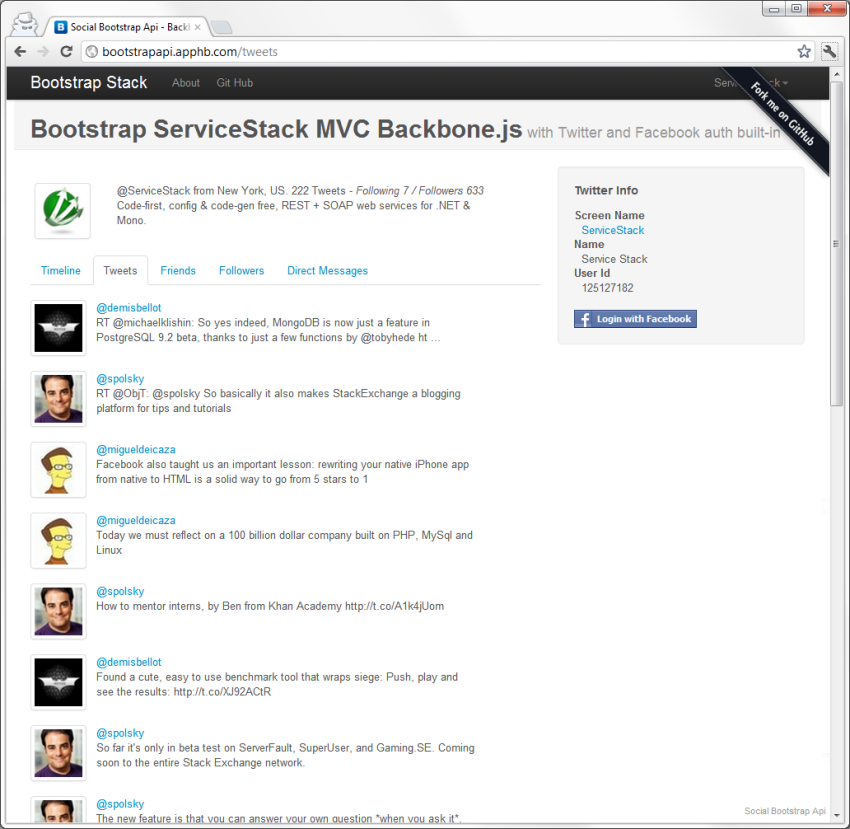 Social Bootstrap Api - Backl
bootstrapapi.apphb.com/tweets
Bootstrap Stack
About
Git Hub
Fork me on GitHub
Bootstrap ServiceStack MVC Backbone.js with Twitter and Facebook auth built-in
@ServiceStack from New York, US. 222 Tweets - Following 7 / Followers 633
Code-first, config & code-gen free, REST + SOAP web services for .NET &
Mono.
Twitter Info
Screen Name
ServiceStack
Name
Service Stack
User Id
125127182
Login with Facebook
Timeline
Tweets
Friends
Followers
Direct Messages
@demisbellot
RT @michaelklishin: So yes indeed, MongoDB is now just a feature in
PostgreSQL 9.2 beta, thanks to just a few functions by @tobyhede ht ...
@spolsky
RT @ObjT: @spolsky So basically it also makes StackExchange a blogging
platform for tips and tutorials
@migueldeicaza
Facebook also taught us an important lesson: rewriting your native iPhone app
from native to HTML is a solid way to go from 5 stars to 1
@migueldeicaza
Today we must reflect on a 100 billion dollar company built on PHP, MySql and
Linux
@spolsky
How to mentor interns, by Ben from Khan Academy http://t.co/A1k4jUom
@demisbellot
Found a cute, easy to use benchmark tool that wraps siege: Push, play and
see the results: http://t.co/XJ92ACtR
@spolsky
So far it's only in beta test on ServerFault, SuperUser, and Gaming.SE. Coming
soon to the entire Stack Exchange network.
@spolsky
The new feature is that you can answer your own question *when you ask it*.
Social Bootstrap Api